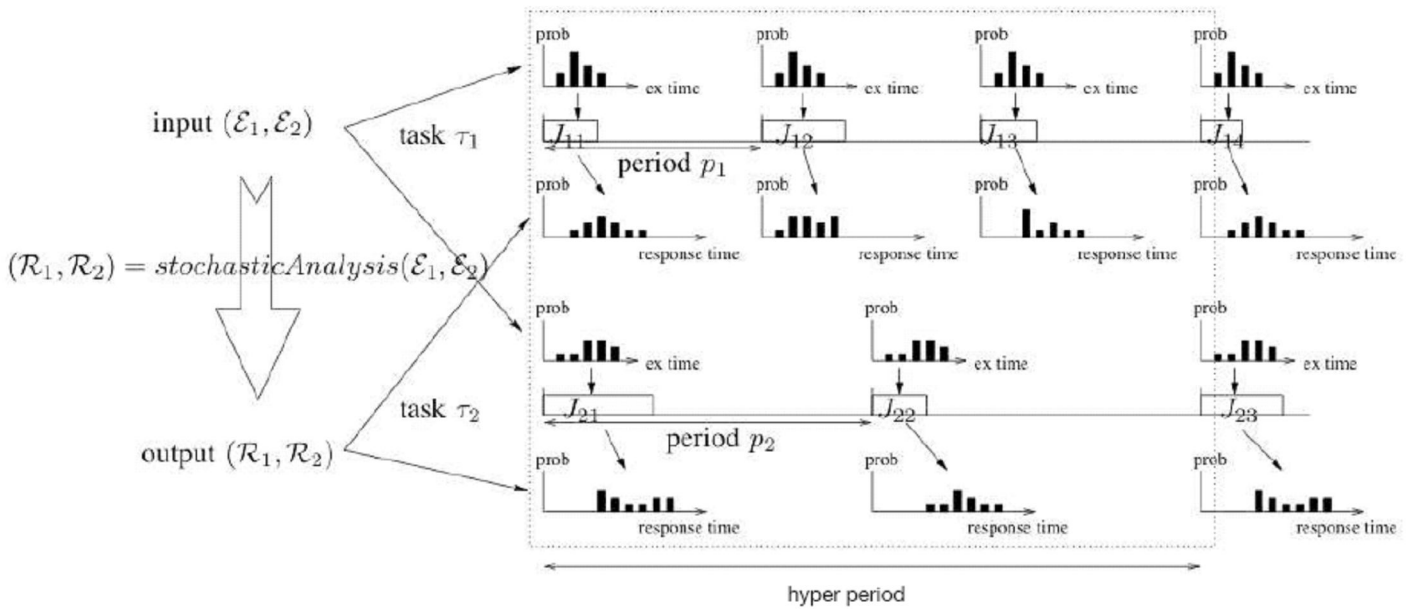 prob prob prob prob
ex time ex time ex time ex time
input (ℰ₁, ℰ₂)
task τ₁
J₁₁ J₁₂ J₁₃ J₁₄
period p₁
prob prob prob prob
response time response time response time response time
(ℛ₁, ℛ₂) = stochasticAnalysis(ℰ₁, ℰ₂)
prob prob prob
ex time ex time ex time
task τ₂
J₂₁ J₂₂ J₂₃
period p₂
output (ℛ₁, ℛ₂)
prob prob prob
response time response time response time
hyper period